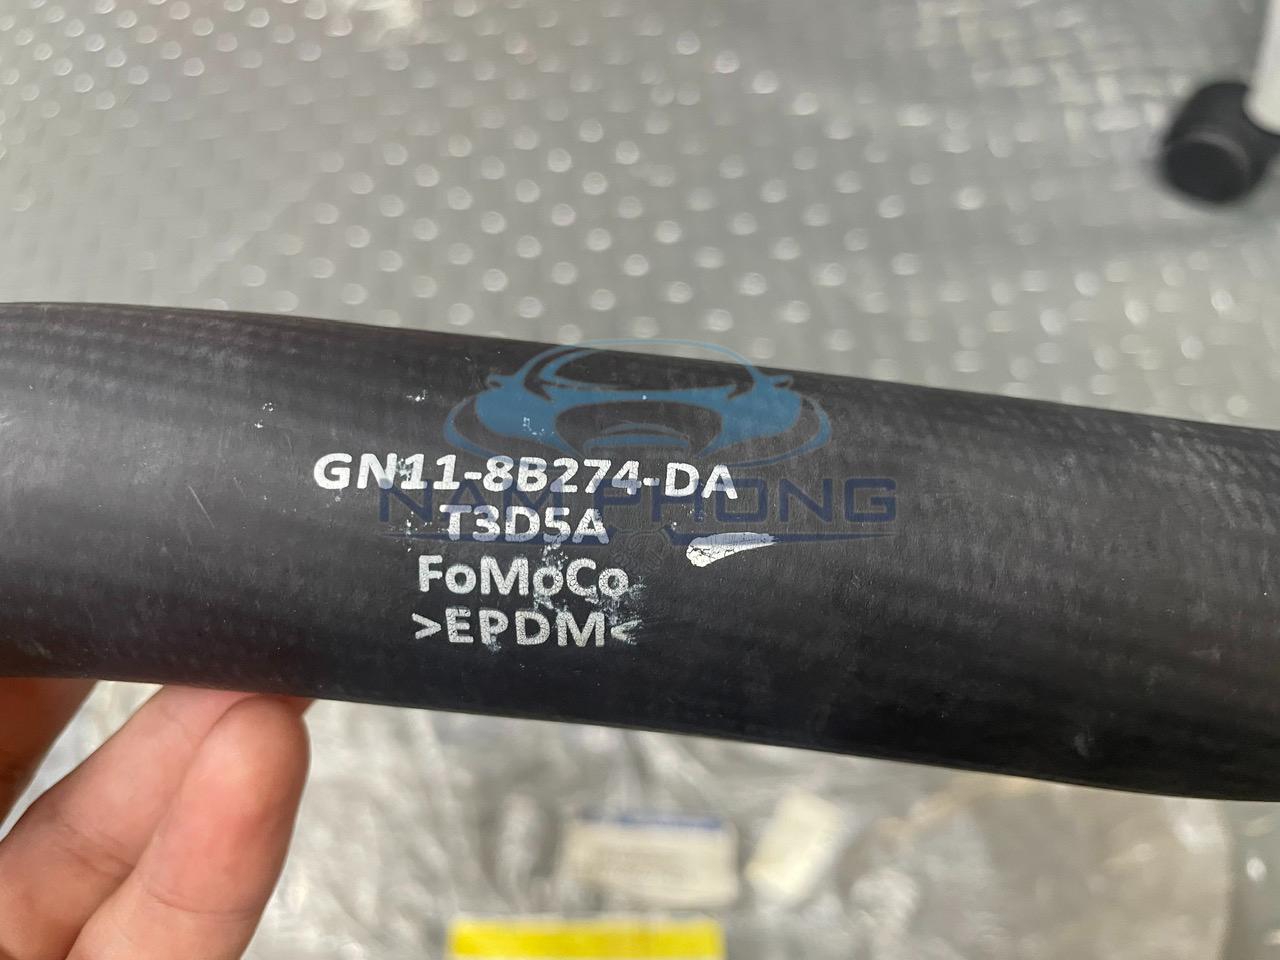 GN11-8B274-DA
NAM PHONG
T3D5A
FoMoCo
>EPDM<